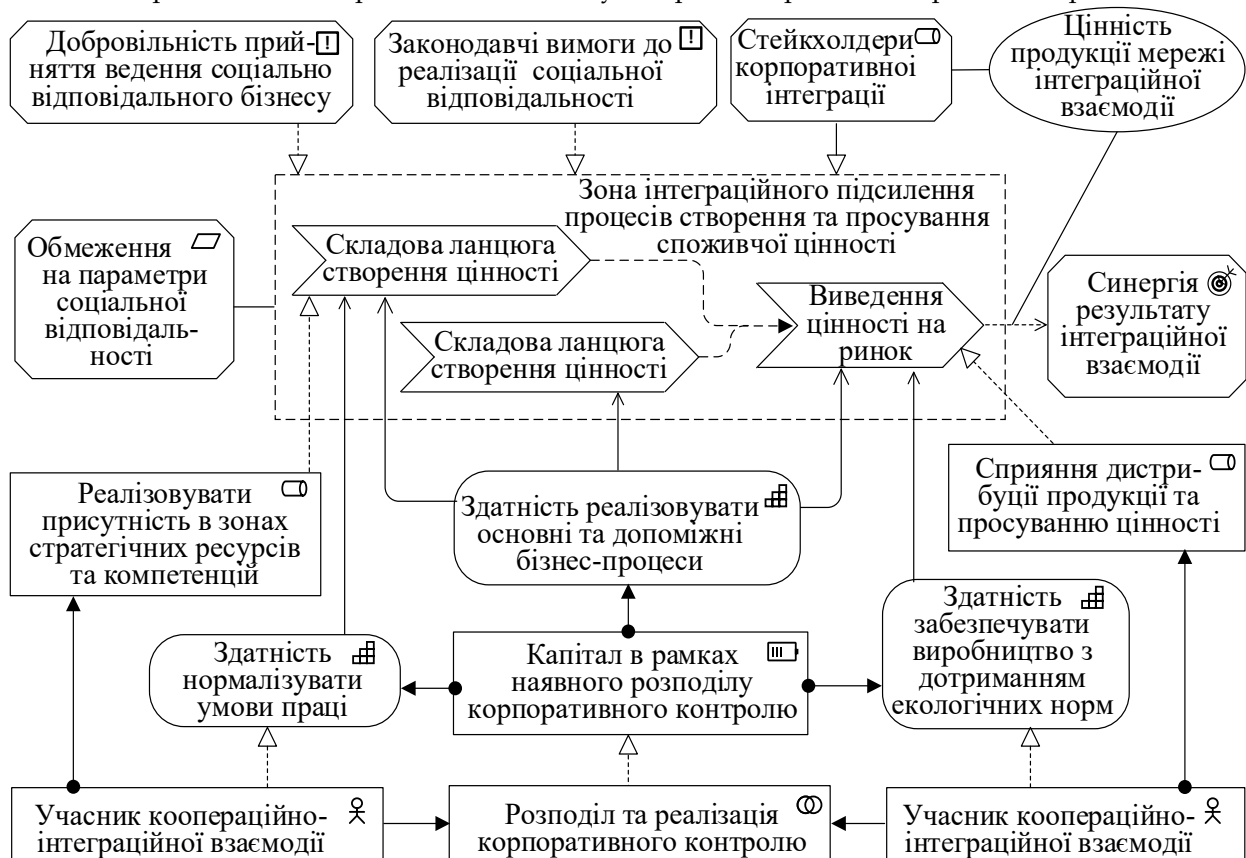 Добровільність прий-
няття ведення соціально
відповідального бізнесу
Законодавчі вимоги до
реалізації соціальної
відповідальності
Стейкхолдери
корпоративної
інтеграції
Цінність
продукції мережі
інтеграційної
взаємодії
Зона інтеграційного підсилення
процесів створення та просування
споживчої цінності
Обмеження
на параметри
соціальної
відповідаль-
ності
Складова ланцюга
створення цінності
Складова ланцюга
створення цінності
Виведення
цінності на
ринок
Синергія
результату
інтеграційної
взаємодії
Реалізовувати
присутність в зонах
стратегічних ресурсів
та компетенцій
Здатність реалізовувати
основні та допоміжні
бізнес-процеси
Сприяння дистри-
буції продукції та
просуванню цінності
Здатність
нормалізувати
умови праці
Капітал в рамках
наявного розподілу
корпоративного контролю
Здатність
забезпечувати
виробництво з
дотриманням
екологічних норм
Учасник коопераційно-
інтеграційної взаємодії
Розподіл та реалізація
корпоративного контролю
Учасник коопераційно-
інтеграційної взаємодії